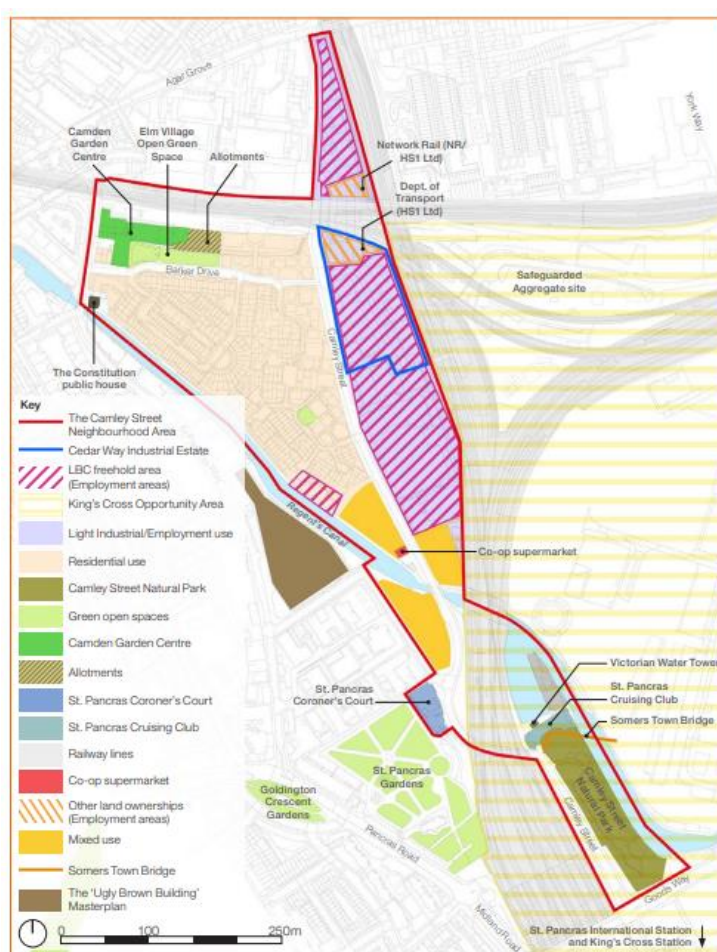 Agar Grove
York Way
Camden
Garden
Centre
Elm Village
Open Green
Space
Allotments
Network Rail (NR/
HS1 Ltd)
Dept. of
Transport
(HS1 Ltd)
Barker Drive
Safeguarded
Aggregate site
Camley Street
The Constitution
public house
Key
The Camley Street
Neighbourhood Area
Cedar Way Industrial Estate
LBC freehold area
(Employment areas)
King's Cross Opportunity Area
Light Industrial/Employment use
Residential use
Camley Street Natural Park
Green open spaces
Camden Garden Centre
Allotments
St. Pancras Coroner's Court
St. Pancras Cruising Club
Railway lines
Co-op supermarket
Other land ownerships
(Employment areas)
Mixed use
Somers Town Bridge
The 'Ugly Brown Building'
Masterplan
Regent's Canal
Co-op supermarket
Victorian Water Tower
St. Pancras
Cruising Club
Somers Town Bridge
St. Pancras
Coroner's Court
St. Pancras
Gardens
Goldington
Crescent
Gardens
Pancras Road
Camley Street
Natural Park
Camley Street
Goods Way
Midland Road
0 100 250m
St. Pancras International Station
and King's Cross Station